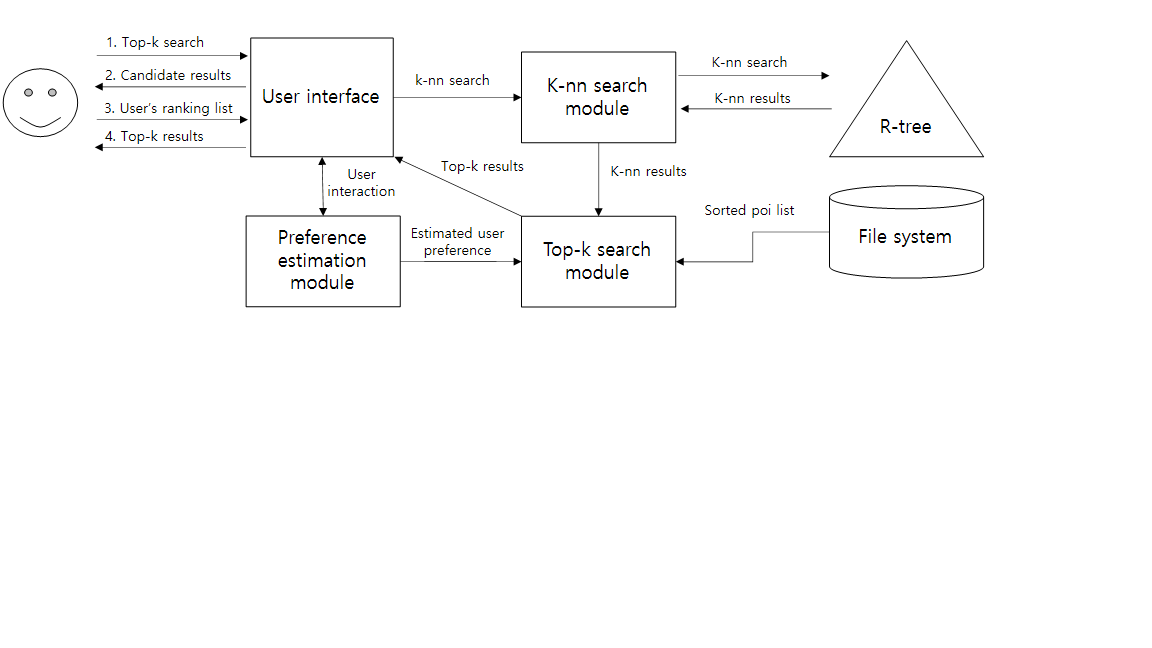 1. Top-k search
2. Candidate results
3. User's ranking list
4. Top-k results
User interface
k-nn search
K-nn search
module
K-nn search
K-nn results
R-tree
User
interaction
Top-k results
K-nn results
Preference
estimation
module
Estimated user
preference
Top-k search
module
Sorted poi list
File system